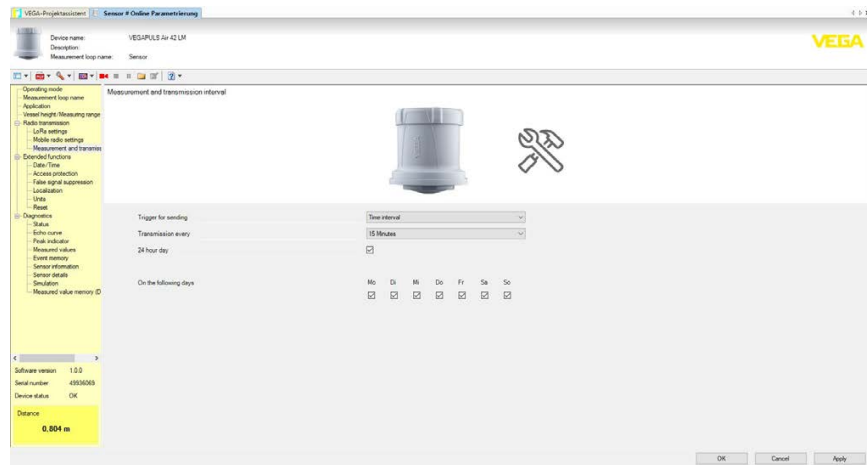 VEGA-Projektassistent
Sensor # Online Parametrierung
Device name: VEGAPULS Air 42 LM
Description:
Measurement loop name: Sensor
VEGA
Operating mode
Measurement loop name
Application
Vessel height/Measuring range
Radio transmission
LoRa settings
Mobile radio settings
Measurement and transmiss
Extended functions
Date/Time
Access protection
False signal suppression
Localization
Units
Reset
Diagnostics
Status
Echo curve
Peak indicator
Measured values
Event memory
Sensor information
Sensor details
Simulation
Measured value memory (D
Software version 1.0.0
Serial number 49936069
Device status OK
Distance
0,804 m
Measurement and transmission interval
Trigger for sending Time interval
Transmission every 15 Minutes
24 hour day
On the following days Mo Di Mi Do Fr Sa So
OK Cancel Apply